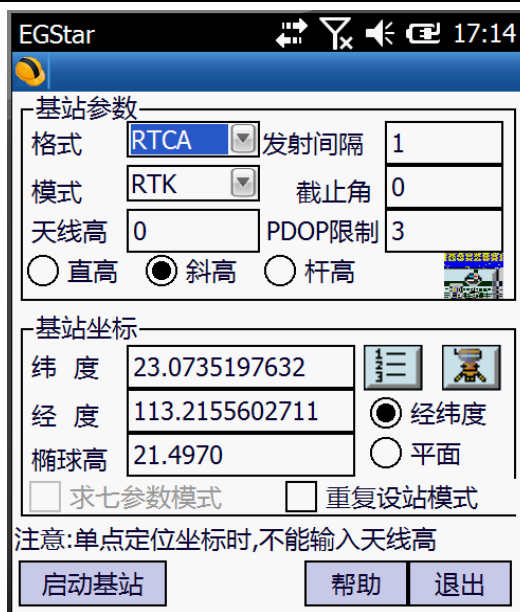 EGStar 17:14
基站参数
格式 RTCA 发射间隔 1
模式 RTK 截止角 0
天线高 0 PDOP限制 3
直高 斜高 杆高
基站坐标
纬 度 23.0735197632
经 度 113.2155602711 经纬度
椭球高 21.4970 平面
求七参数模式 重复设站模式
注意:单点定位坐标时,不能输入天线高
启动基站 帮助 退出